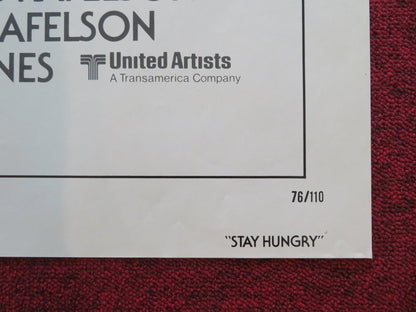 AFELSON
NES United Artists
A Transamerica Company
76/110
"STAY HUNGRY"